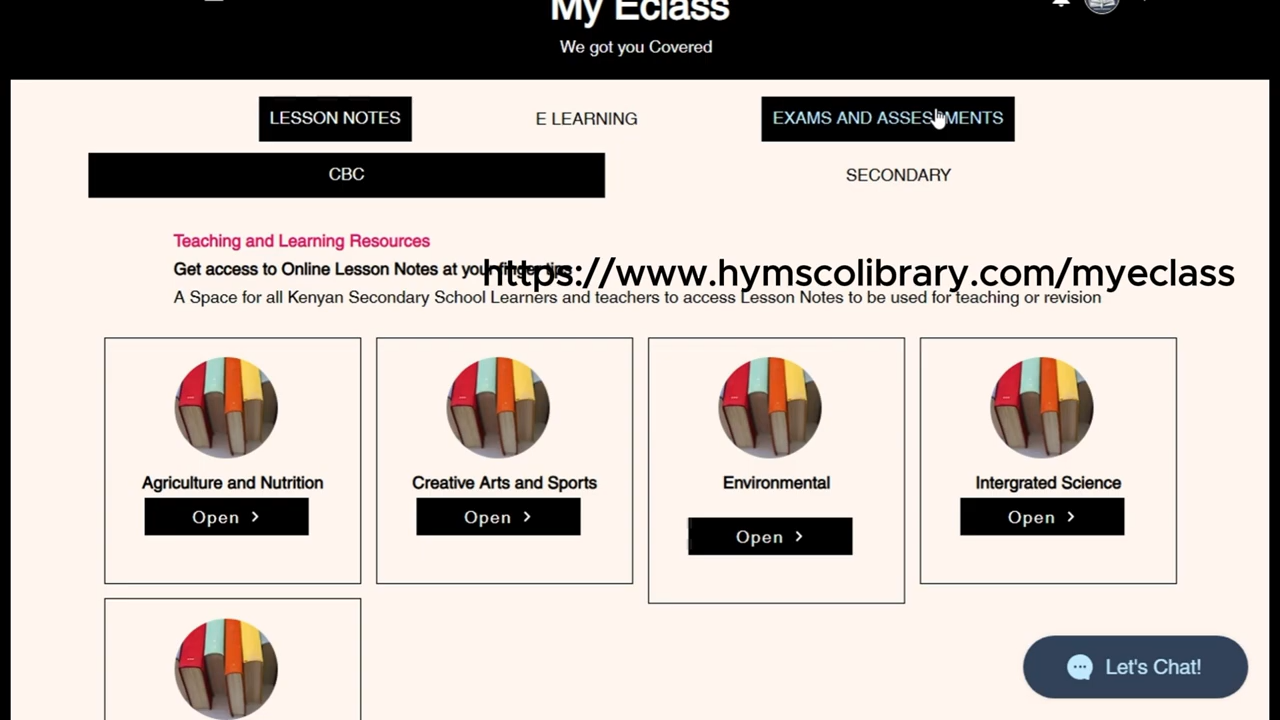 My Eclass
We got you Covered
LESSON NOTES
E LEARNING
EXAMS AND ASSESSMENTS
CBC
SECONDARY
Teaching and Learning Resources
Get access to Online Lesson Notes at your fingertips
https://www.hymscolibrary.com/myeclass
A Space for all Kenyan Secondary School Learners and teachers to access Lesson Notes to be used for teaching or revision
Agriculture and Nutrition
Creative Arts and Sports
Environmental
Intergrated Science
Open
Open
Open
Open
Let's Chat!